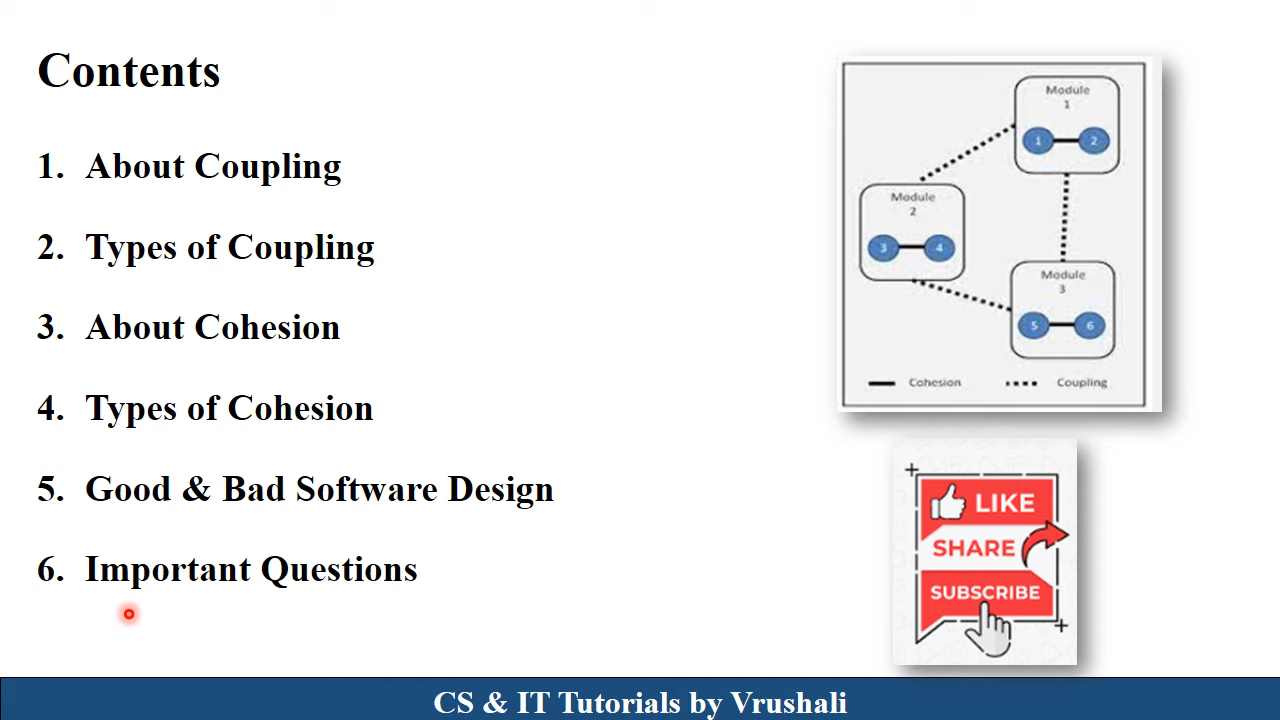 Contents
1. About Coupling
2. Types of Coupling
3. About Cohesion
4. Types of Cohesion
5. Good & Bad Software Design
6. Important Questions
Module
1
1 2
Module
2
3 4
Module
3
5 6
Cohesion Coupling
LIKE
SHARE
SUBSCRIBE
CS & IT Tutorials by Vrushali